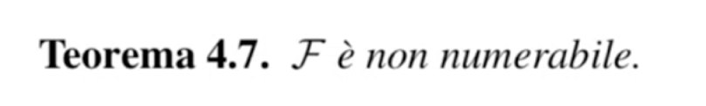 Teorema 4.7. ℱ è non numerabile.